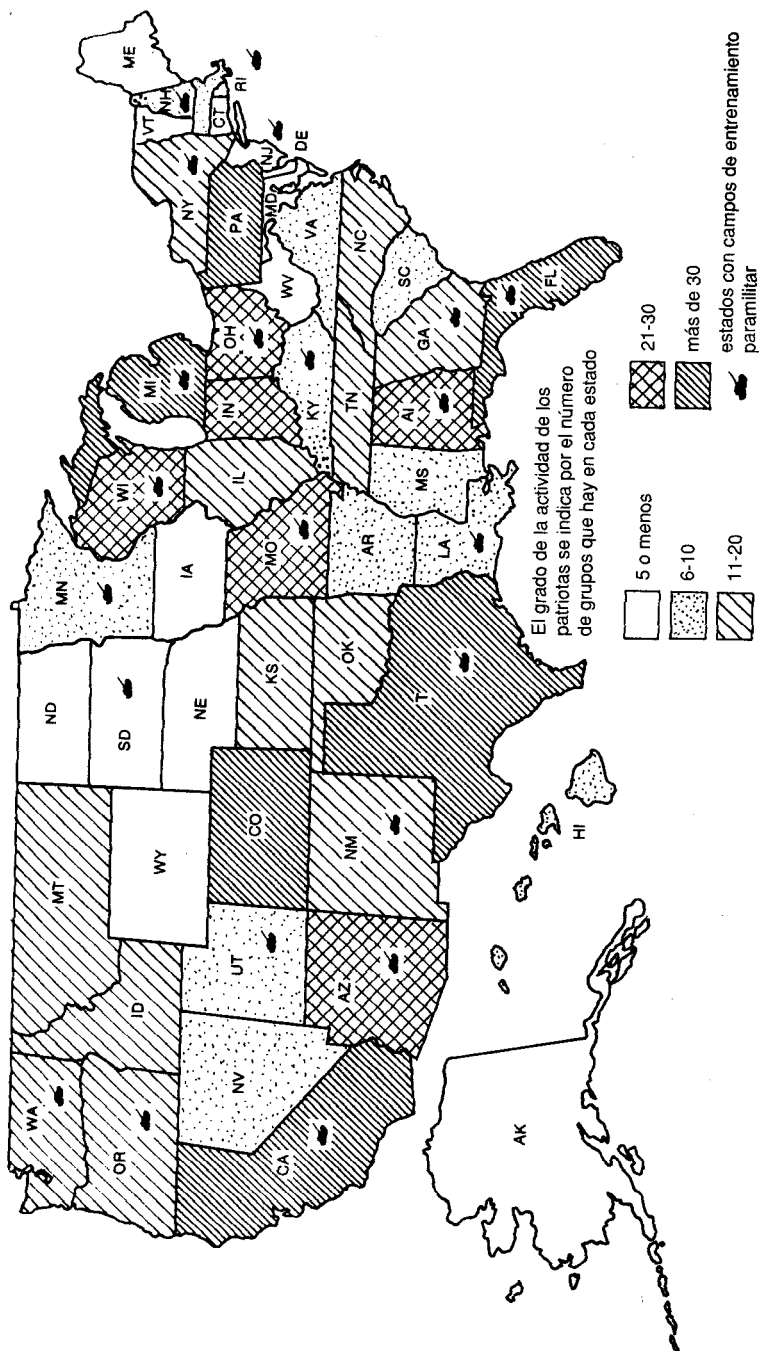 WA
OR
CA
ID
NV
MT
WY
UT
AZ
CO
NM
ND
SD
NE
KS
OK
T
MN
IA
MO
AR
LA
WI
IL
MI
IN
OH
KY
TN
MS
Al
GA
FL
SC
NC
VA
WV
PA
NY
VT
NH
ME
CT
RI
NJ
DE
MD
AK
HI
El grado de la actividad de los
patriotas se indica por el número
de grupos que hay en cada estado
5 o menos
6-10
11-20
21-30
más de 30
estados con campos de entrenamiento
paramilitar